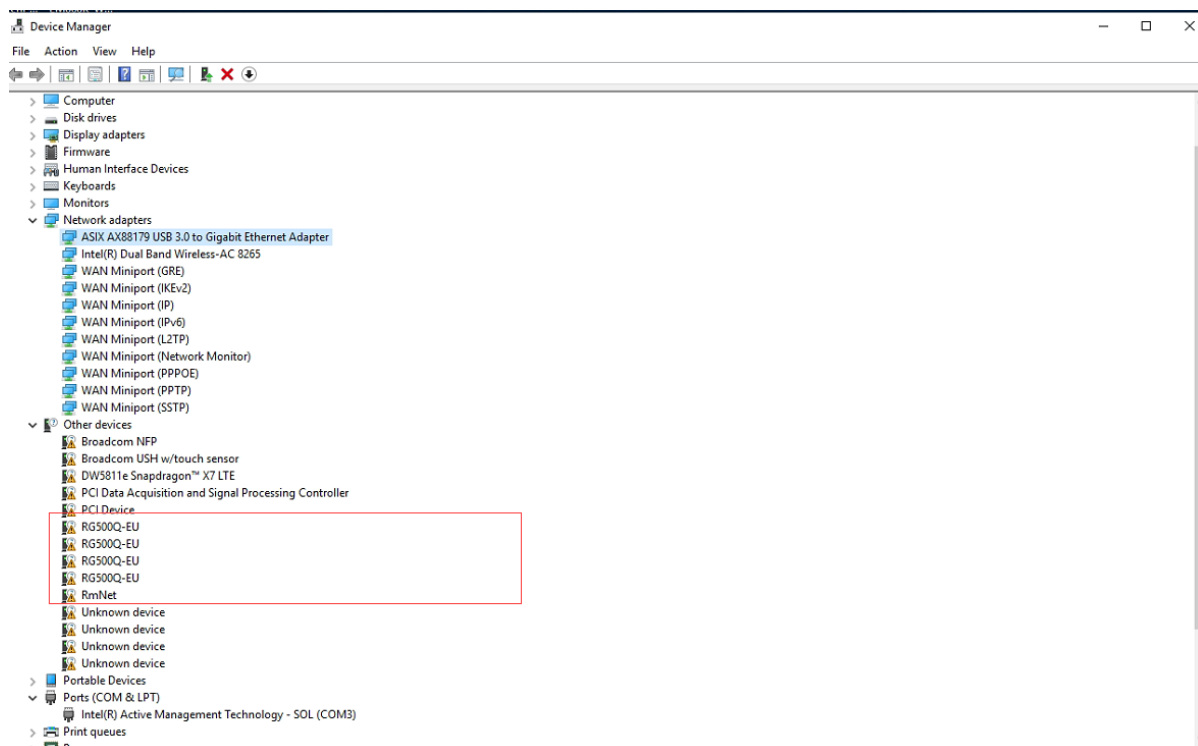 Device Manager
File Action View Help
Computer
Disk drives
Display adapters
Firmware
Human Interface Devices
Keyboards
Monitors
Network adapters
ASIX AX88179 USB 3.0 to Gigabit Ethernet Adapter
Intel(R) Dual Band Wireless-AC 8265
WAN Miniport (GRE)
WAN Miniport (IKEv2)
WAN Miniport (IP)
WAN Miniport (IPv6)
WAN Miniport (L2TP)
WAN Miniport (Network Monitor)
WAN Miniport (PPPOE)
WAN Miniport (PPTP)
WAN Miniport (SSTP)
Other devices
Broadcom NFP
Broadcom USH w/touch sensor
DW5811e Snapdragon™ X7 LTE
PCI Data Acquisition and Signal Processing Controller
PCI Device
RG500Q-EU
RG500Q-EU
RG500Q-EU
RG500Q-EU
RmNet
Unknown device
Unknown device
Unknown device
Unknown device
Portable Devices
Ports (COM & LPT)
Intel(R) Active Management Technology - SOL (COM3)
Print queues